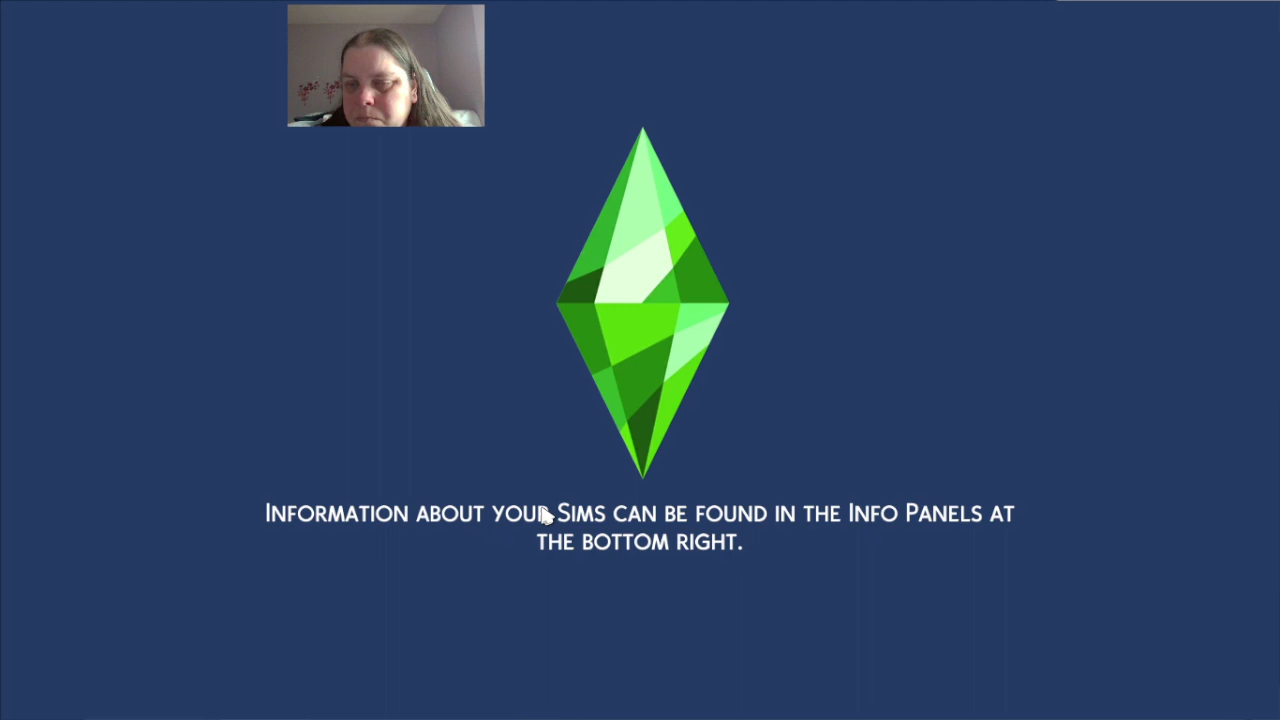 Information about your Sims can be found in the Info Panels at
the bottom right.